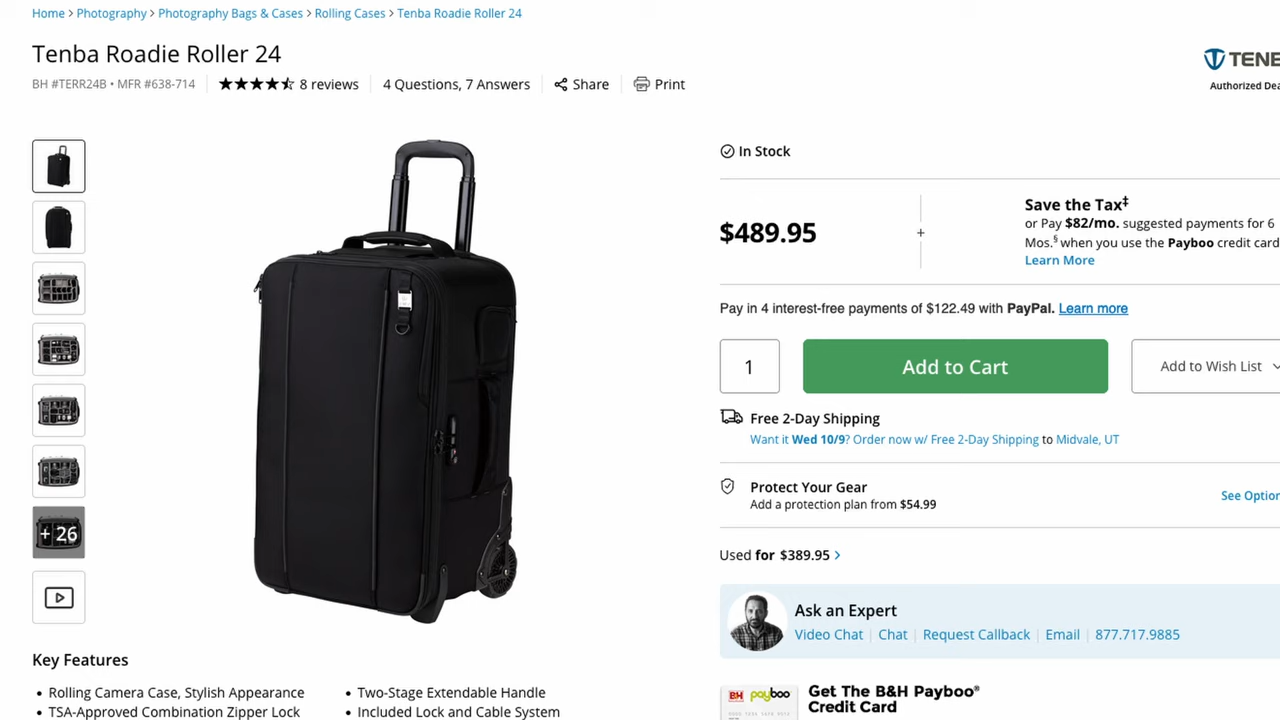 Home > Photography > Photography Bags & Cases > Rolling Cases > Tenba Roadie Roller 24
Tenba Roadie Roller 24
BH #TERR24B • MFR #638-714
8 reviews
4 Questions, 7 Answers
Share
Print
TENB
Authorized Dea
In Stock
$489.95
+
Save the Tax‡
or Pay $82/mo. suggested payments for 6
Mos.§ when you use the Payboo credit card
Learn More
Pay in 4 interest-free payments of $122.49 with PayPal. Learn more
1
Add to Cart
Add to Wish List
Free 2-Day Shipping
Want it Wed 10/9? Order now w/ Free 2-Day Shipping to Midvale, UT
Protect Your Gear
Add a protection plan from $54.99
See Option
Used for $389.95 >
+ 26
Ask an Expert
Video Chat | Chat | Request Callback | Email | 877.717.9885
Key Features
• Rolling Camera Case, Stylish Appearance
• TSA-Approved Combination Zipper Lock
• Two-Stage Extendable Handle
• Included Lock and Cable System
BH payboo
Get The B&H Payboo®
Credit Card